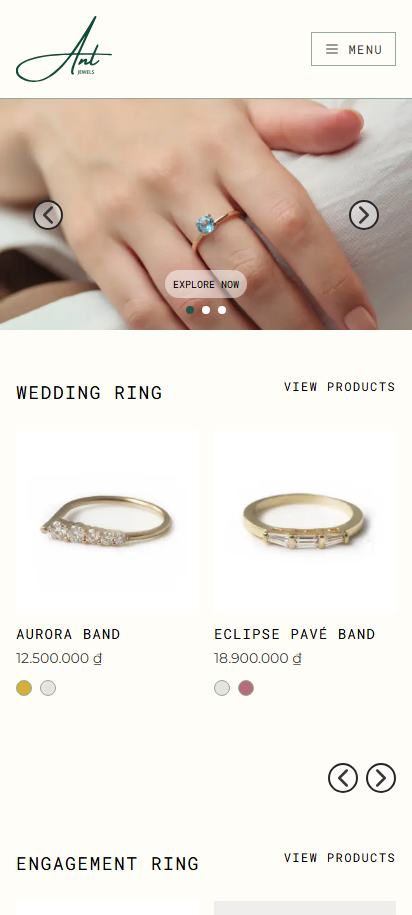 Ant
JEWELS
MENU
EXPLORE NOW
WEDDING RING
VIEW PRODUCTS
AURORA BAND
12.500.000 ₫
ECLIPSE PAVÉ BAND
18.900.000 ₫
ENGAGEMENT RING
VIEW PRODUCTS